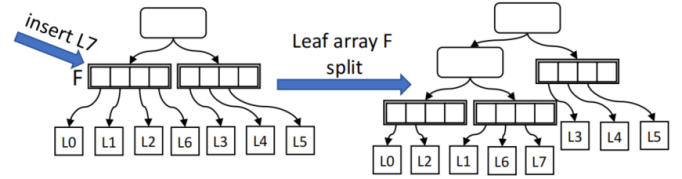 insert L7
F
Leaf array F
split
L0 L1 L2 L6 L3 L4 L5
L3 L4 L5
L0 L2 L1 L6 L7